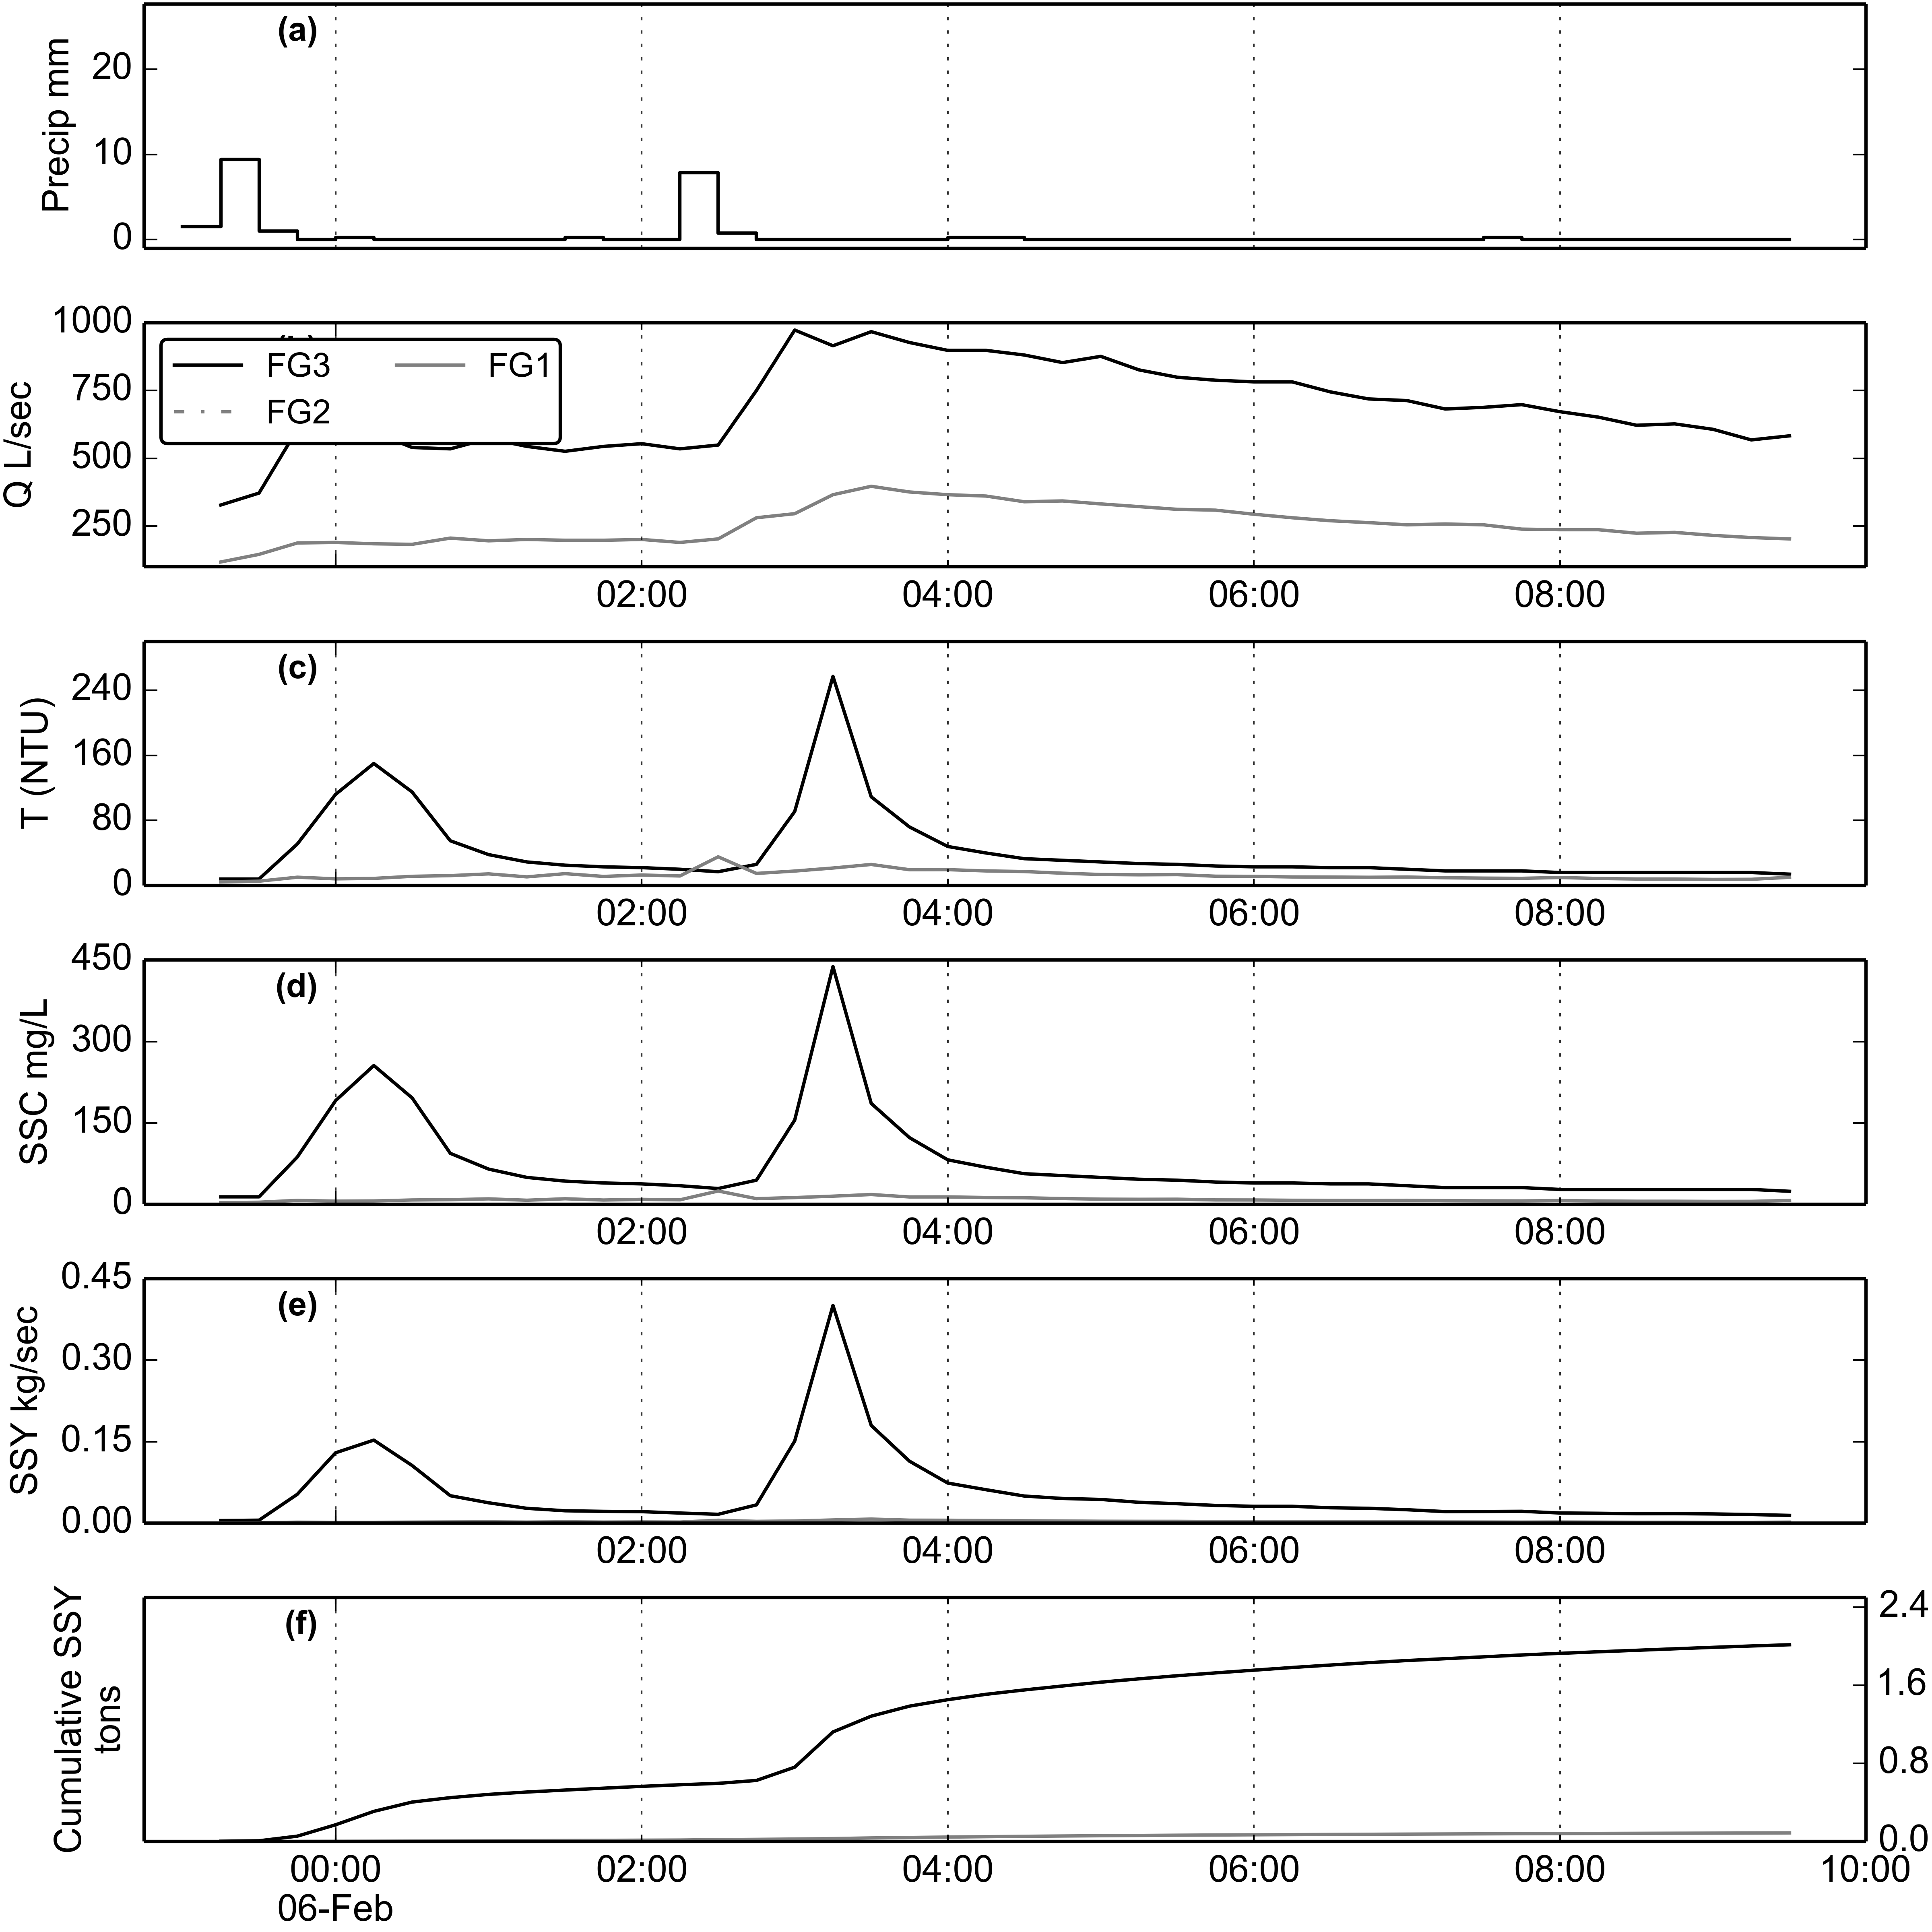 (a)
Precip mm
20
10
0
1000
750
500
250
Q L/sec
FG3 FG1
FG2
02:00 04:00 06:00 08:00
(c)
T (NTU)
240
160
80
0
02:00 04:00 06:00 08:00
(d)
SSC mg/L
450
300
150
0
02:00 04:00 06:00 08:00
(e)
SSY kg/sec
0.45
0.30
0.15
0.00
02:00 04:00 06:00 08:00
(f)
Cumulative SSY
tons
2.4
1.6
0.8
0.0
00:00 02:00 04:00 06:00 08:00 10:00
06-Feb